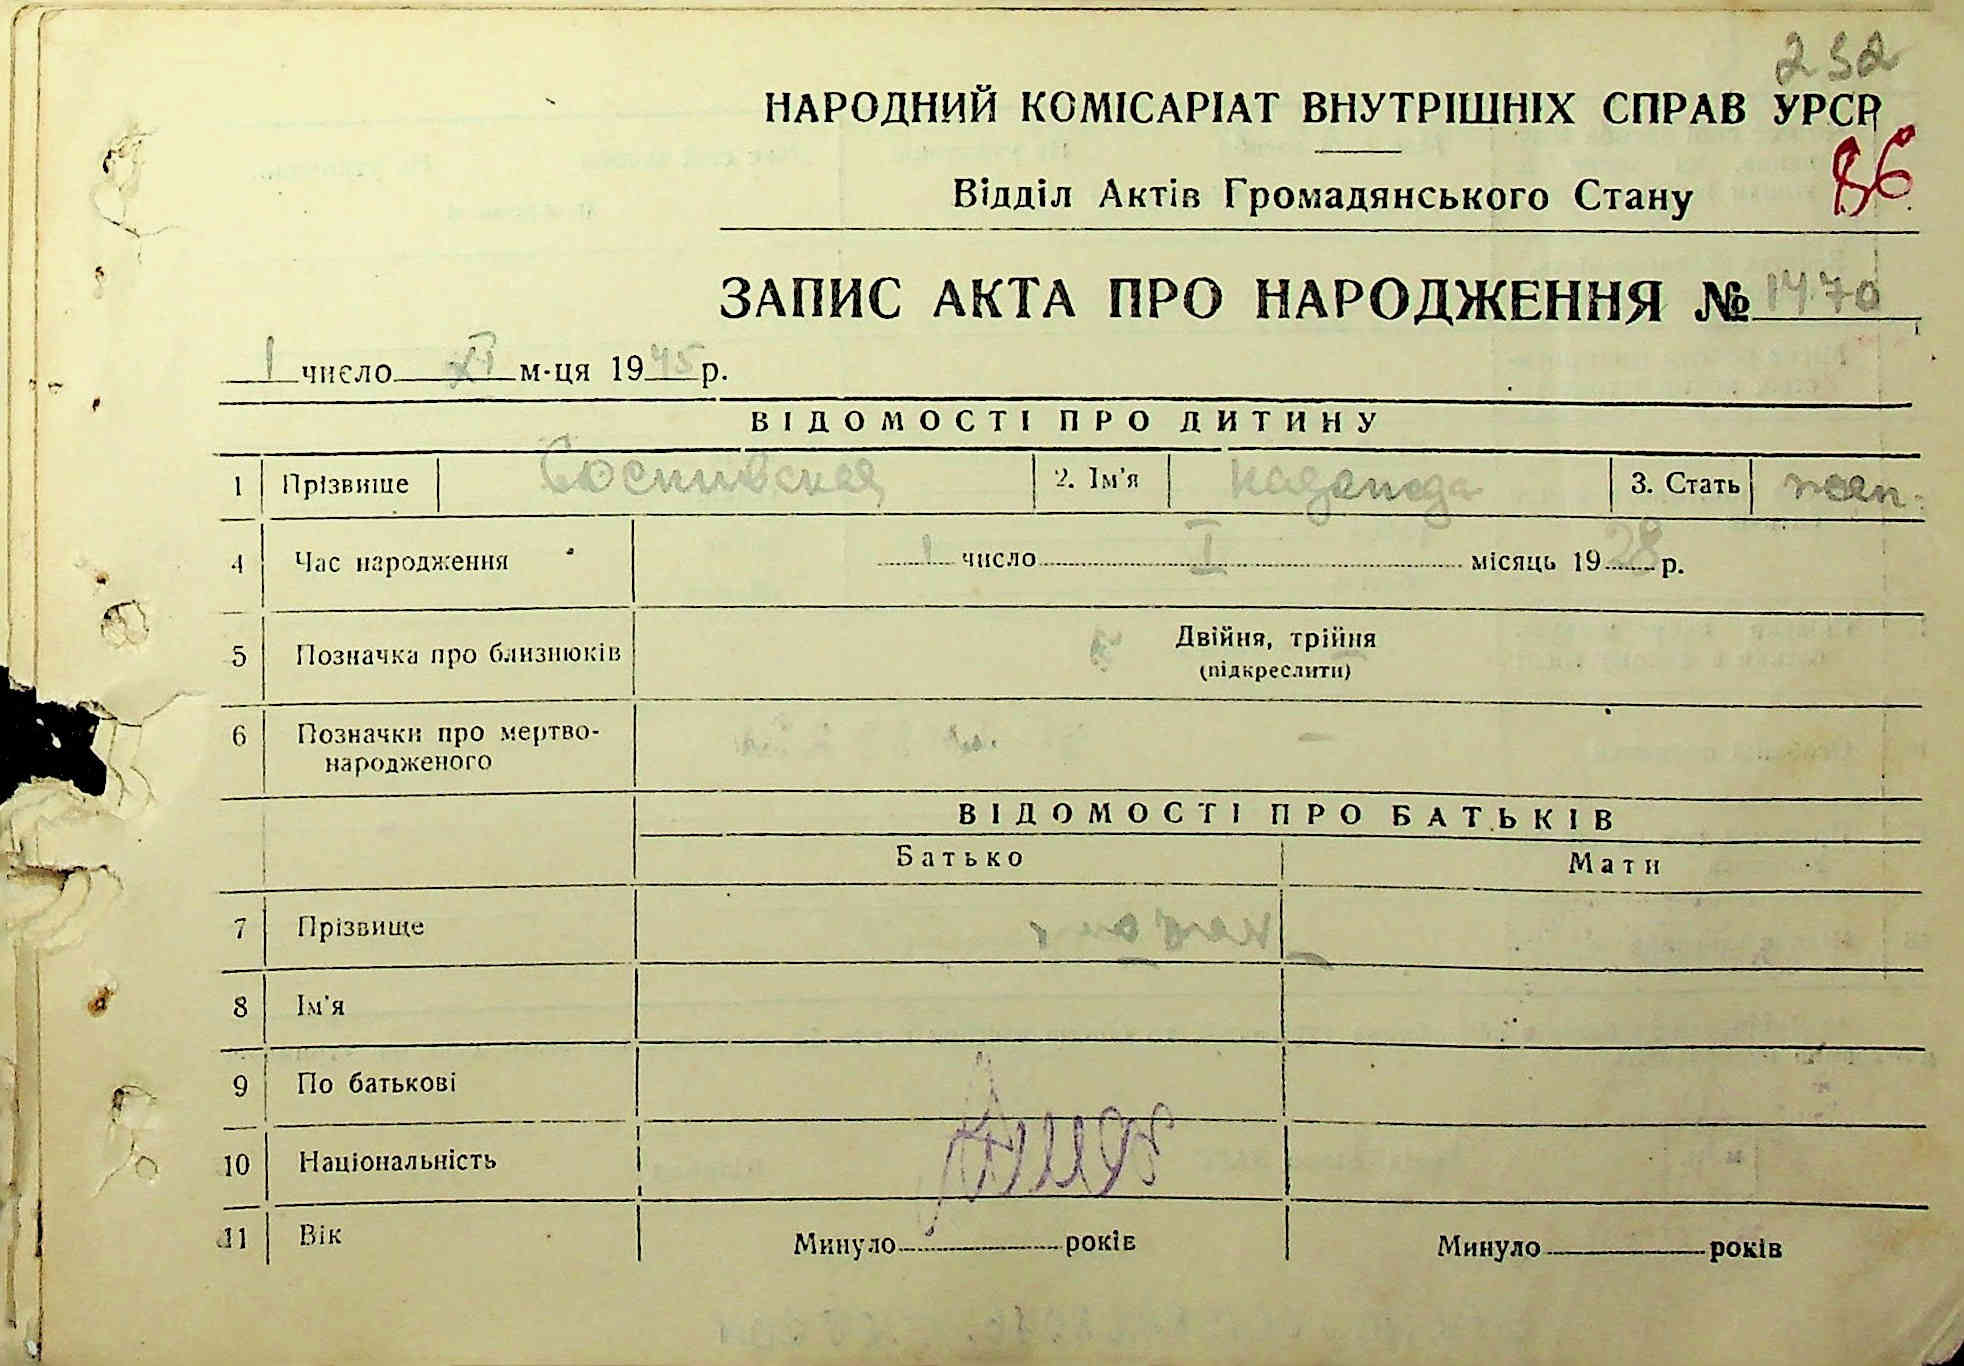 232
НАРОДНИЙ КОМІСАРІАТ ВНУТРІШНІХ СПРАВ УРСР
86
Відділ Актів Громадянського Стану
ЗАПИС АКТА ПРО НАРОДЖЕННЯ № 1470
1 число XI м-ця 1945 р.
ВІДОМОСТІ ПРО ДИТИНУ
1 Прізвище 2. Ім'я Надежда 3. Стать жен.
4 Час народження 1 число I місяць 1928 р.
5 Позначка про близнюків Двійня, трійня
(підкреслити)
6 Позначки про мертво-
народженого —
ВІДОМОСТІ ПРО БАТЬКІВ
Батько Мати
7 Прізвище
8 Ім'я
9 По батькові
10 Національність
11 Вік Минуло років Минуло років